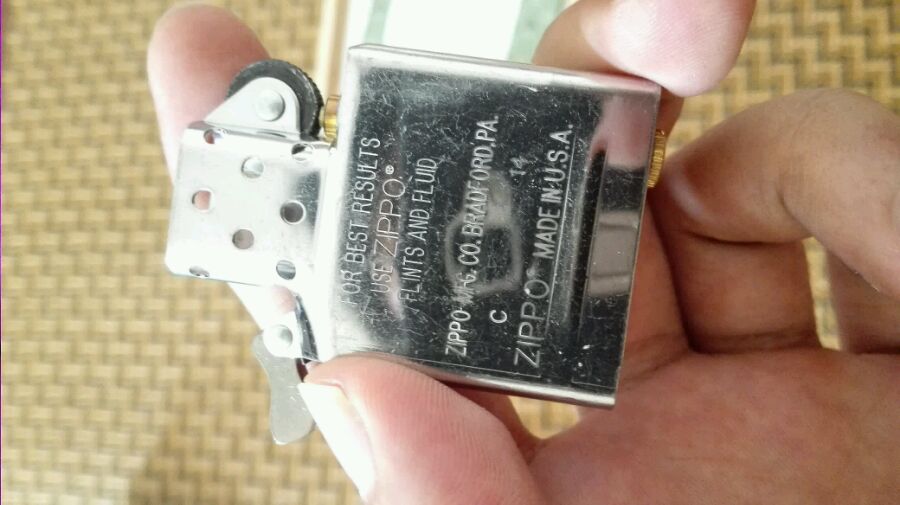 FOR BEST RESULTS
USE ZIPPO®
FLINTS AND FLUID
ZIPPO MFG. CO. BRADFORD, PA.
C 14
ZIPPO® MADE IN U.S.A.